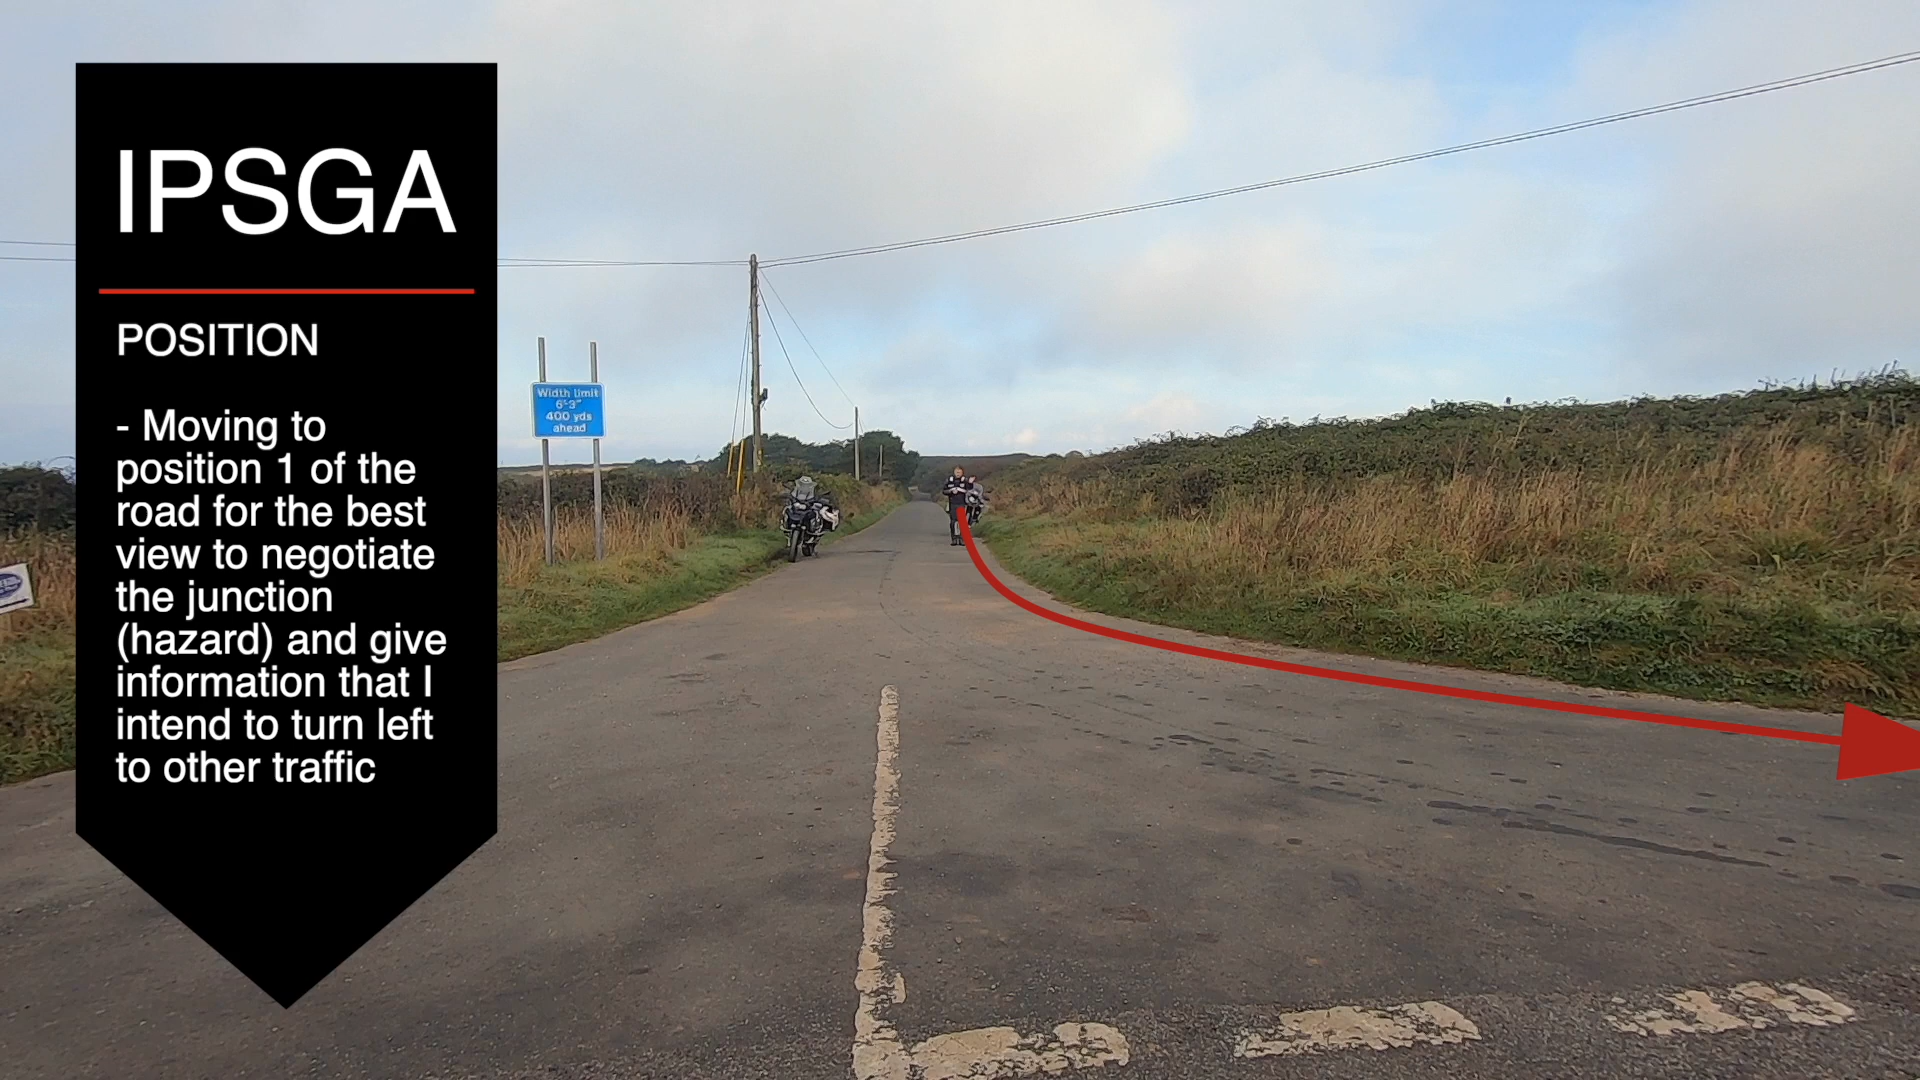 IPSGA
POSITION
- Moving to
position 1 of the
road for the best
view to negotiate
the junction
(hazard) and give
information that I
intend to turn left
to other traffic
Width limit
6'-3"
400 yds
ahead